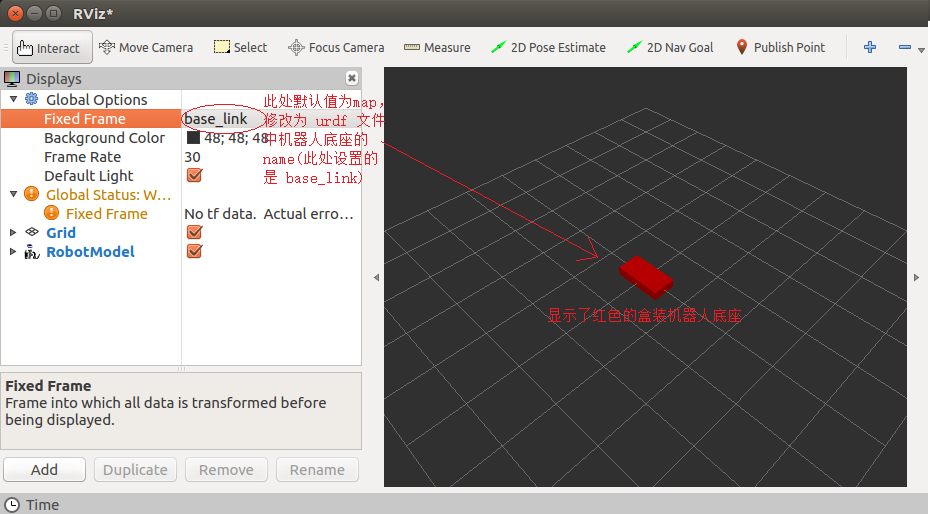 RViz*
Interact
Move Camera
Select
Focus Camera
Measure
2D Pose Estimate
2D Nav Goal
Publish Point
Displays
Global Options
Fixed Frame
base_link
Background Color
48; 48; 48
Frame Rate
30
Default Light
Global Status: W…
Fixed Frame
No tf data. Actual erro…
Grid
RobotModel
此处默认值为map，
修改为 urdf 文件
中机器人底座的
name(此处设置的
是 base_link)
显示了红色的盒装机器人底座
Fixed Frame
Frame into which all data is transformed before
being displayed.
Add
Duplicate
Remove
Rename
Time